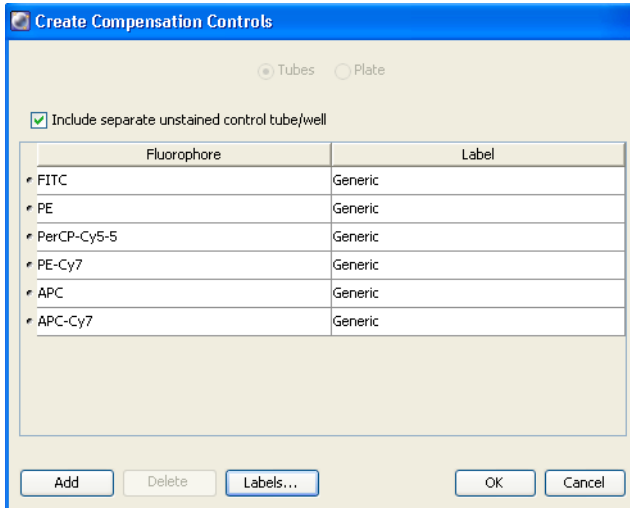 Create Compensation Controls
Tubes Plate
Include separate unstained control tube/well
Fluorophore Label
FITC Generic
PE Generic
PerCP-Cy5-5 Generic
PE-Cy7 Generic
APC Generic
APC-Cy7 Generic
Add Delete Labels... OK Cancel